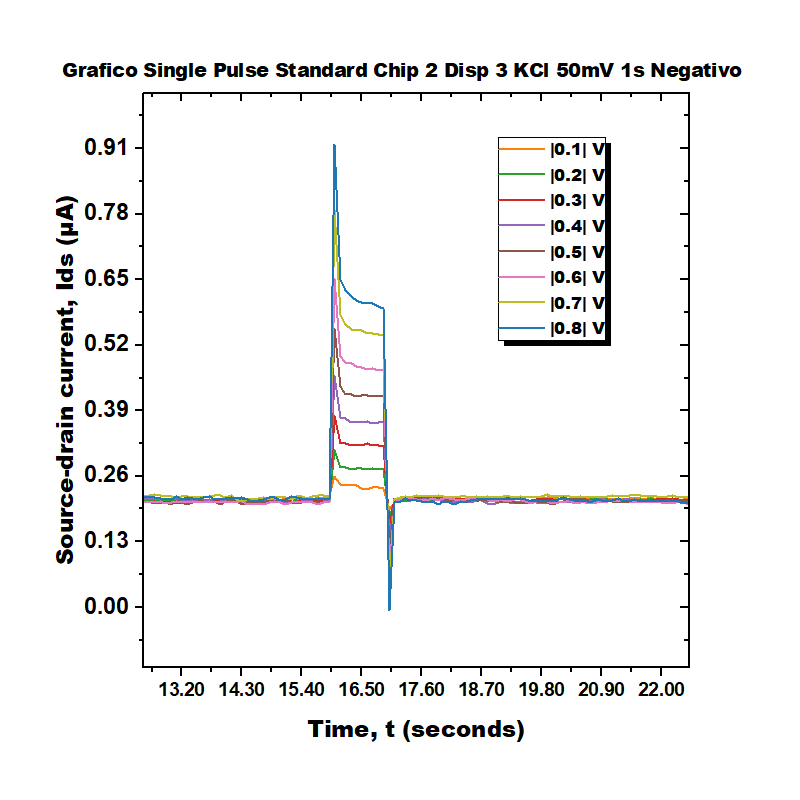 Grafico Single Pulse Standard Chip 2 Disp 3 KCl 50mV 1s Negativo
Source-drain current, Ids (µA)
0.91
0.78
0.65
0.52
0.39
0.26
0.13
0.00
|0.1| V
|0.2| V
|0.3| V
|0.4| V
|0.5| V
|0.6| V
|0.7| V
|0.8| V
13.20 14.30 15.40 16.50 17.60 18.70 19.80 20.90 22.00
Time, t (seconds)